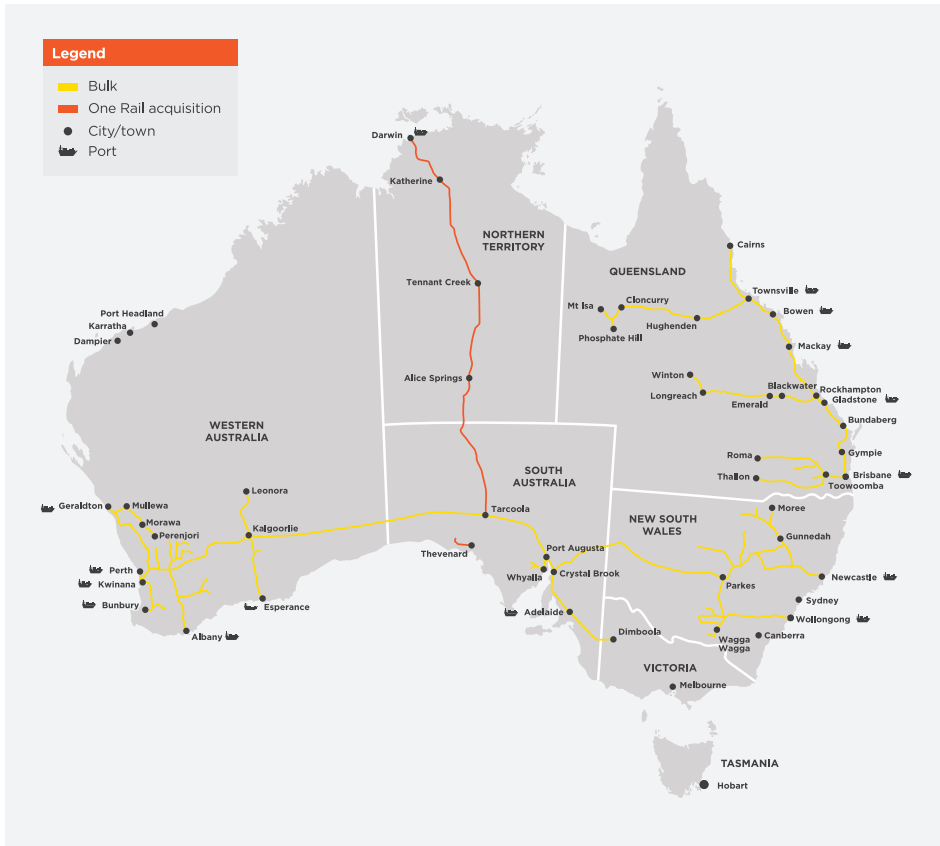 Legend
Bulk
One Rail acquisition
City/town
Port
Darwin
Katherine
NORTHERN
TERRITORY
Tennant Creek
Alice Springs
Cairns
QUEENSLAND
Townsville
Mt Isa
Cloncurry
Bowen
Hughenden
Phosphate Hill
Mackay
Winton
Longreach
Blackwater
Emerald
Rockhampton
Gladstone
Bundaberg
Gympie
Roma
Thallon
Brisbane
Toowoomba
Port Headland
Karratha
Dampier
WESTERN
AUSTRALIA
Leonora
Geraldton
Mullewa
Morawa
Perenjori
Kalgoorlie
Perth
Kwinana
Bunbury
Esperance
Albany
SOUTH
AUSTRALIA
Tarcoola
Thevenard
Port Augusta
Whyalla
Crystal Brook
Adelaide
NEW SOUTH
WALES
Moree
Gunnedah
Parkes
Newcastle
Sydney
Wollongong
Wagga
Wagga
Canberra
Dimboola
VICTORIA
Melbourne
TASMANIA
Hobart